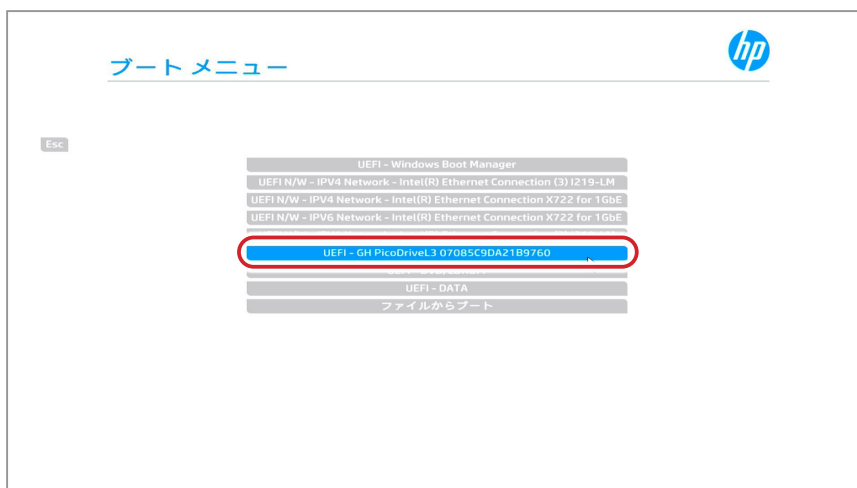 ブート メニュー
hp
Esc
UEFI - Windows Boot Manager
UEFI N/W - IPV4 Network - Intel(R) Ethernet Connection (3) I219-LM
UEFI N/W - IPV4 Network - Intel(R) Ethernet Connection X722 for 1GbE
UEFI N/W - IPV6 Network - Intel(R) Ethernet Connection X722 for 1GbE
UEFI - GH PicoDriveL3 07085C9DA21B9760
UEFI - DATA
ファイルからブート